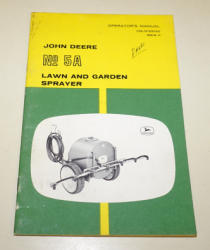 OPERATOR'S MANUAL
JOHN DEERE
No 5A
LAWN AND GARDEN
SPRAYER